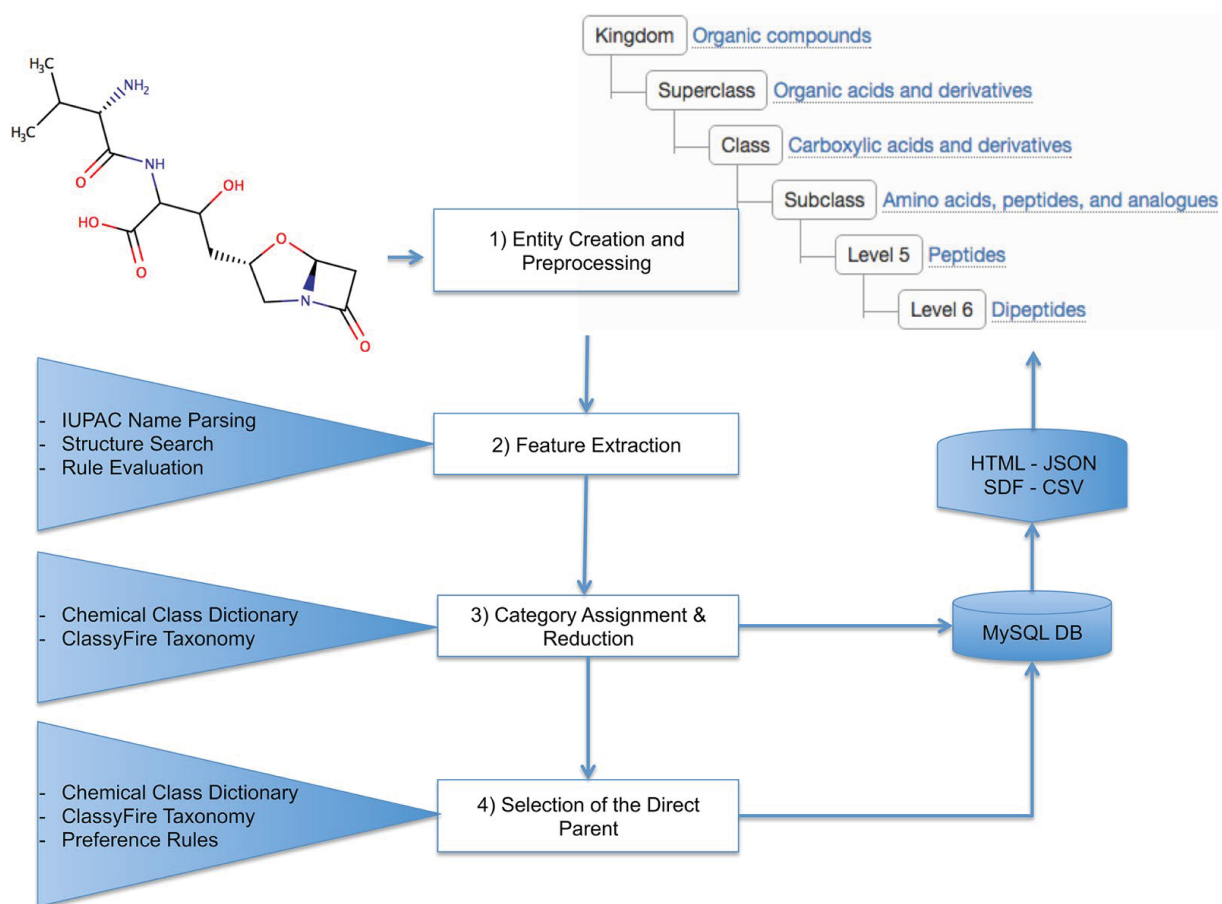 H₃C
NH₂
H₃C
O
NH
OH
HO
O
O
N
O
Kingdom Organic compounds
Superclass Organic acids and derivatives
Class Carboxylic acids and derivatives
Subclass Amino acids, peptides, and analogues
Level 5 Peptides
Level 6 Dipeptides
1) Entity Creation and
Preprocessing
- IUPAC Name Parsing
- Structure Search
- Rule Evaluation
2) Feature Extraction
HTML - JSON
SDF - CSV
- Chemical Class Dictionary
- ClassyFire Taxonomy
3) Category Assignment &
Reduction
MySQL DB
- Chemical Class Dictionary
- ClassyFire Taxonomy
- Preference Rules
4) Selection of the Direct
Parent